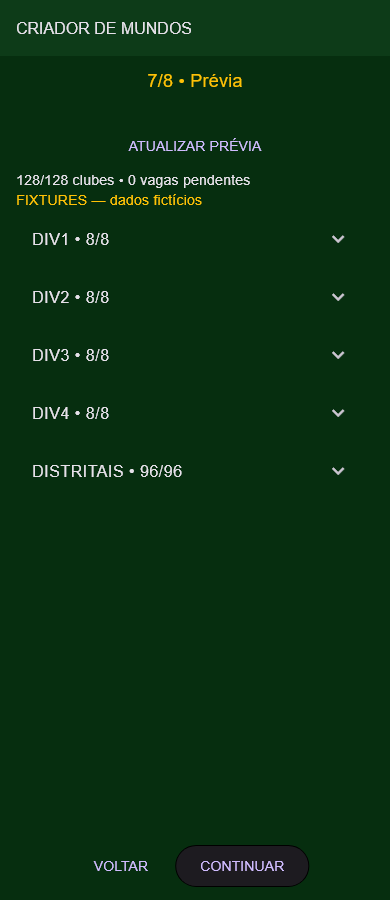 CRIADOR DE MUNDOS
7/8 • Prévia
ATUALIZAR PRÉVIA
128/128 clubes • 0 vagas pendentes
FIXTURES — dados fictícios
DIV1 • 8/8
DIV2 • 8/8
DIV3 • 8/8
DIV4 • 8/8
DISTRITAIS • 96/96
VOLTAR CONTINUAR